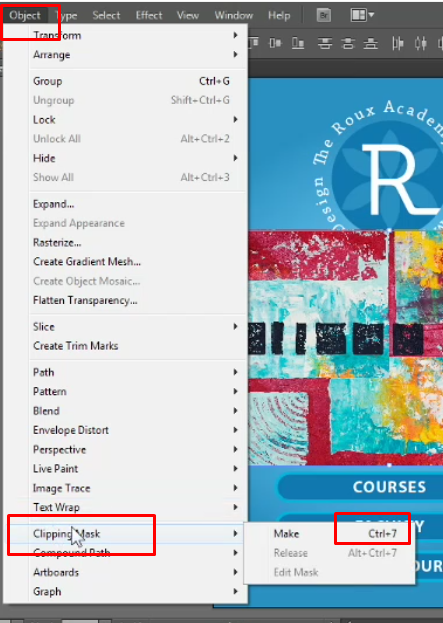 Object Type Select Effect View Window Help Br
Transform
Arrange
Group Ctrl+G
Ungroup Shift+Ctrl+G
Lock
Unlock All Alt+Ctrl+2
Hide
Show All Alt+Ctrl+3
Expand...
Expand Appearance
Rasterize...
Create Gradient Mesh...
Create Object Mosaic...
Flatten Transparency...
Slice
Create Trim Marks
Path
Pattern
Blend
Envelope Distort
Perspective
Live Paint
Image Trace
Text Wrap
Clipping Mask
Compound Path
Artboards
Graph
Make Ctrl+7
Release Alt+Ctrl+7
Edit Mask
Design The Roux Academ
R
COURSES
FACULTY
OUR